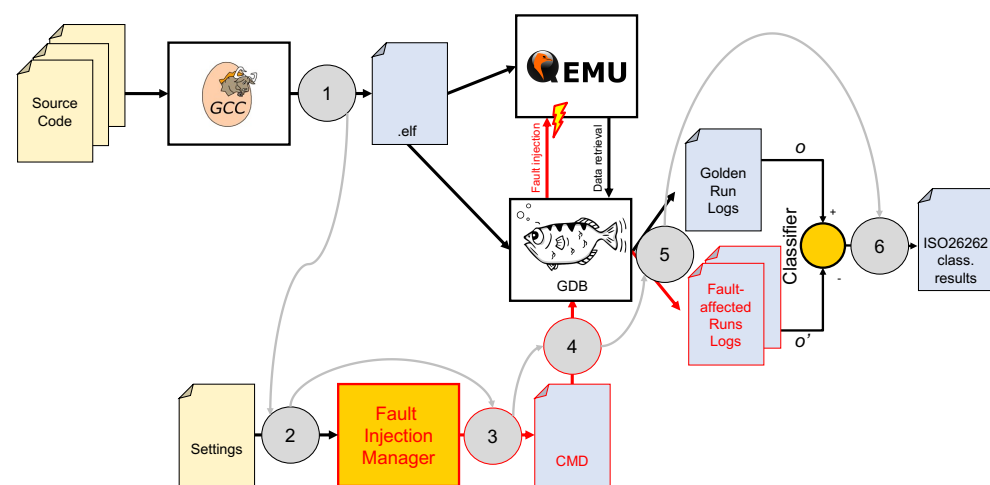 Source
Code
GCC
1
.elf
QEMU
Fault injection
Data retrieval
GDB
5
Golden
Run
Logs
Fault-
affected
Runs
Logs
o
o'
Classifier
+
-
6
ISO26262
class.
results
4
Settings
2
Fault
Injection
Manager
3
CMD